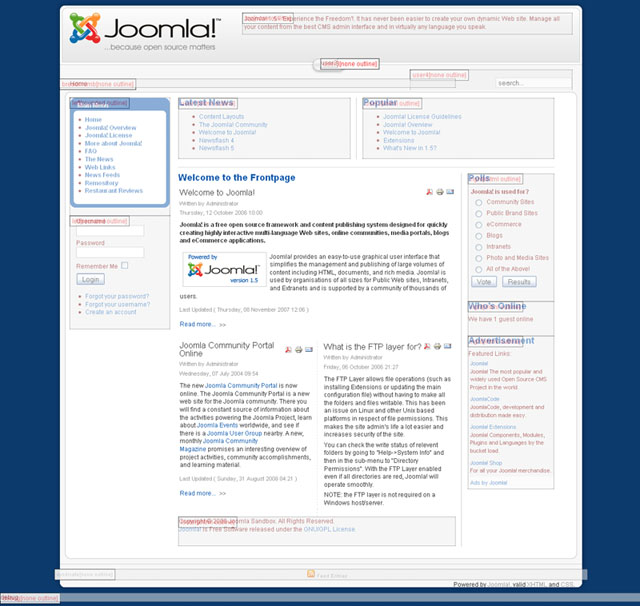 Joomla!™
...because open source matters
Experience the Freedom!. It has never been easier to create your own dynamic Web site. Manage all
your content from the best CMS admin interface and in virtually any language you speak.
[none outline]
user4[none outline]
Home
[none outline]
search...
Home
Joomla! Overview
Joomla! License
More about Joomla!
FAQ
The News
Web Links
News Feeds
Repository
Restaurant Reviews
Username
Password
Remember Me
Login
Forgot your password?
Forgot your username?
Create an account
Latest News
Content Layouts
The Joomla! Community
Welcome to Joomla!
Newsflash 4
Newsflash 5
Popular
Joomla! License Guidelines
Joomla! Overview
Welcome to Joomla!
Extensions
What's New in 1.5?
Welcome to the Frontpage
Welcome to Joomla!
Written by Administrator
Thursday, 12 October 2006 10:00
Joomla! is a free open source framework and content publishing system designed for quickly
creating highly interactive multi-language Web sites, online communities, media portals, blogs
and eCommerce applications.
Powered by
Joomla!
version 1.5
Joomla! provides an easy-to-use graphical user interface that
simplifies the management and publishing of large volumes of
content including HTML, documents, and rich media. Joomla! is
used by organisations of all sizes for Public Web sites, Intranets,
and Extranets and is supported by a community of thousands of
users.
Last Updated ( Thursday, 08 November 2007 12:06 )
Read more... >>
Joomla Community Portal
Online
Written by Administrator
Wednesday, 07 July 2004 09:54
The new Joomla Community Portal is now
online. The Joomla Community Portal is a new
web site for the Joomla community. There you
will find a constant source of information about
the activities powering the Joomla Project, learn
about Joomla Events worldwide, and see if
there is a Joomla User Group nearby. A new,
monthly Joomla Community
Magazine promises an interesting overview of
project activities, community accomplishments,
and learning material.
Last Updated ( Sunday, 31 August 2008 04:21 )
Read more... >>
What is the FTP layer for?
Written by Administrator
Friday, 06 October 2006 21:27
The FTP Layer allows file operations (such as
installing Extensions or updating the main
configuration file) without having to make all
the folders and files writable. This has been
an issue on Linux and other Unix based
platforms in respect of file permissions. This
makes the site admin's life a lot easier and
increases security of the site.
You can check the write status of relevent
folders by going to "Help->System Info" and
then in the sub-menu to "Directory
Permissions". With the FTP Layer enabled
even if all directories are red, Joomla! will
operate smoothly.
NOTE: the FTP layer is not required on a
Windows host/server.
Polls
Joomla! is used for?
Community Sites
Public Brand Sites
eCommerce
Blogs
Intranets
Photo and Media Sites
All of the Above!
Vote
Results
Who's Online
We have 1 guest online
Advertisement
Featured Links:
Joomla!
Joomla! The most popular and
widely used Open Source CMS
Project in the world.
JoomlaCode
JoomlaCode, development and
distribution made easy.
Joomla! Extensions
Joomla! Components, Modules,
Plugins and Languages by the
bucket load.
Joomla! Shop
For all your Joomla! merchandise.
Ads by Joomla!
Joomla Sandbox, All Rights Reserved.
Joomla! is Free Software released under the GNU/GPL License.
[none outline]
Feed Entries
Powered by Joomla!. valid XHTML and CSS.
debug[none outline]